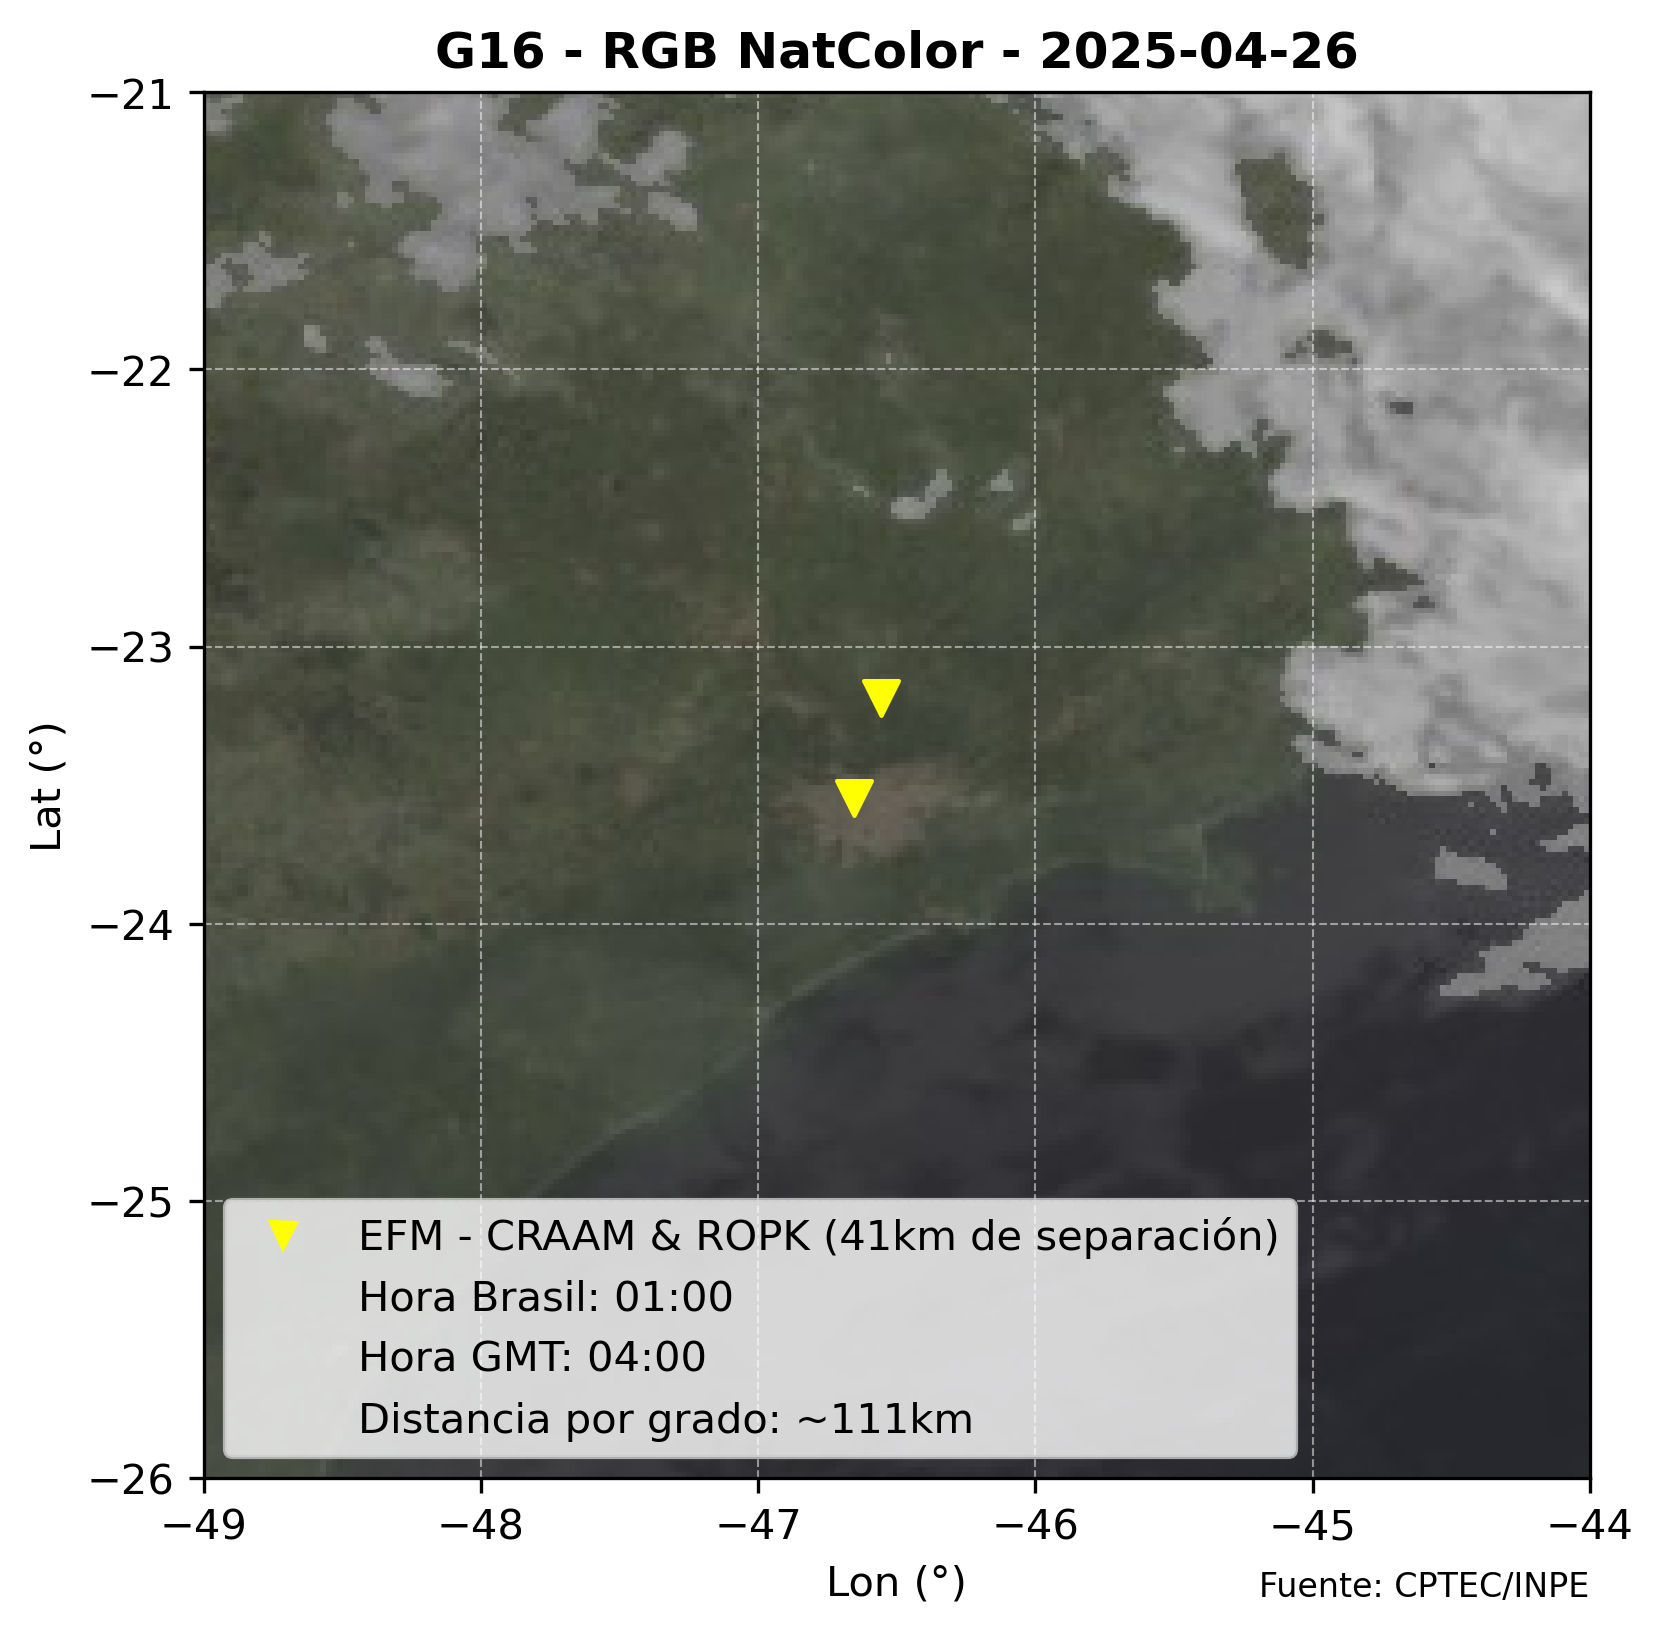 G16 - RGB NatColor - 2025-04-26
−21
−22
−23
−24
−25
−26
Lat (°)
EFM - CRAAM & ROPK (41km de separación)
Hora Brasil: 01:00
Hora GMT: 04:00
Distancia por grado: ~111km
−49 −48 −47 −46 −45 −44
Lon (°)
Fuente: CPTEC/INPE